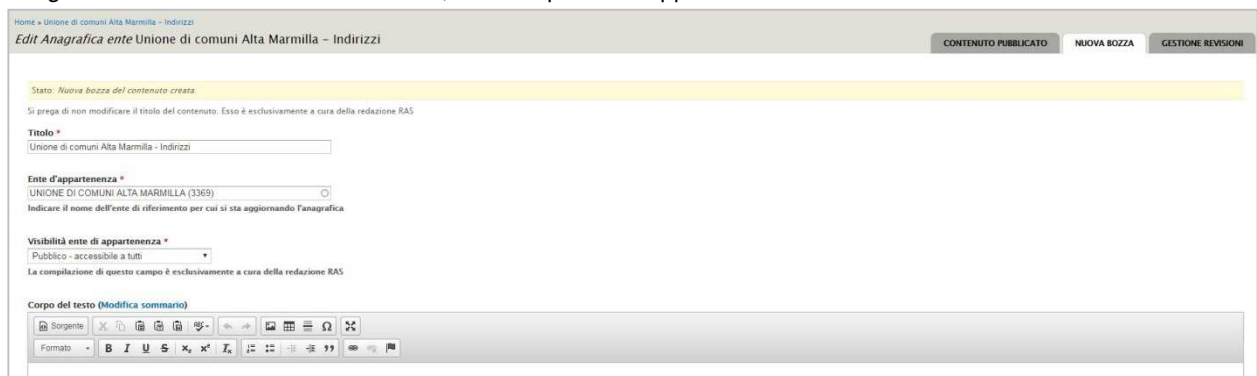 Home » Unione di comuni Alta Marmilla - Indirizzi
Edit Anagrafica ente Unione di comuni Alta Marmilla – Indirizzi
CONTENUTO PUBBLICATO
NUOVA BOZZA
GESTIONE REVISIONI
Stato: Nuova bozza del contenuto creata.
Si prega di non modificare il titolo del contenuto. Esso è esclusivamente a cura della redazione RAS
Titolo *
Unione di comuni Alta Marmilla - Indirizzi
Ente d'appartenenza *
UNIONE DI COMUNI ALTA MARMILLA (3369)
Indicare il nome dell'ente di riferimento per cui si sta aggiornando l'anagrafica
Visibilità ente di appartenenza *
Pubblico - accessibile a tutti
La compilazione di questo campo è esclusivamente a cura della redazione RAS
Corpo del testo (Modifica sommario)
Sorgente
Formato